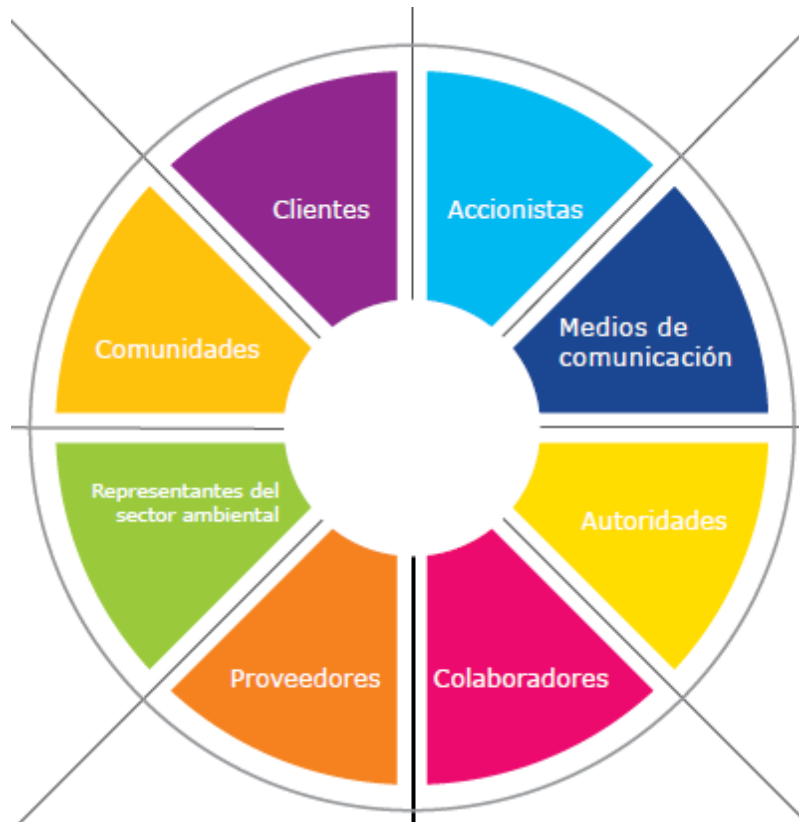 Clientes
Accionistas
Medios de
comunicación
Autoridades
Colaboradores
Proveedores
Representantes del
sector ambiental
Comunidades